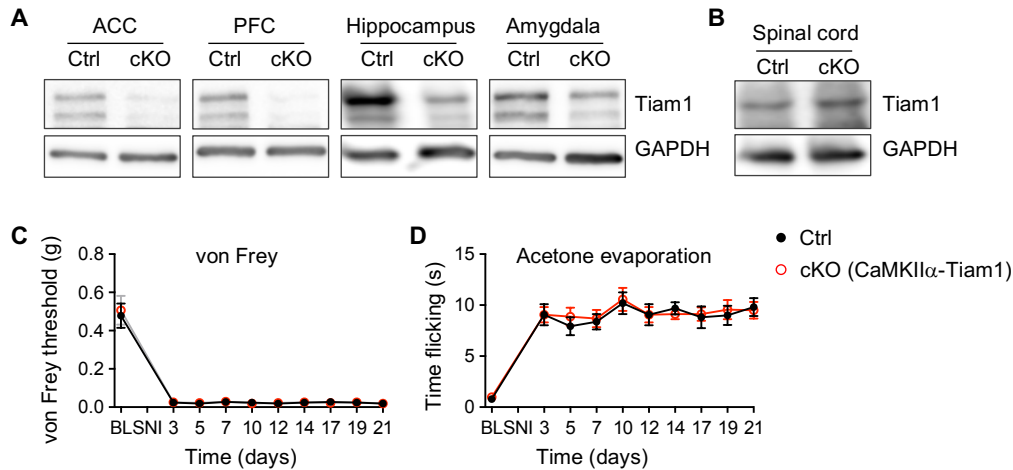 A
B
ACC PFC Hippocampus Amygdala
Spinal cord
Ctrl cKO Ctrl cKO Ctrl cKO Ctrl cKO
Ctrl cKO
Tiam1
Tiam1
GAPDH
GAPDH
C
von Frey
von Frey threshold (g)
0.8
0.6
0.4
0.2
0.0
BL SNI 3 5 7 10 12 14 17 19 21
Time (days)
D
Acetone evaporation
Time flicking (s)
15
10
5
0
BL SNI 3 5 7 10 12 14 17 19 21
Time (days)
Ctrl
cKO (CaMKIIα-Tiam1)